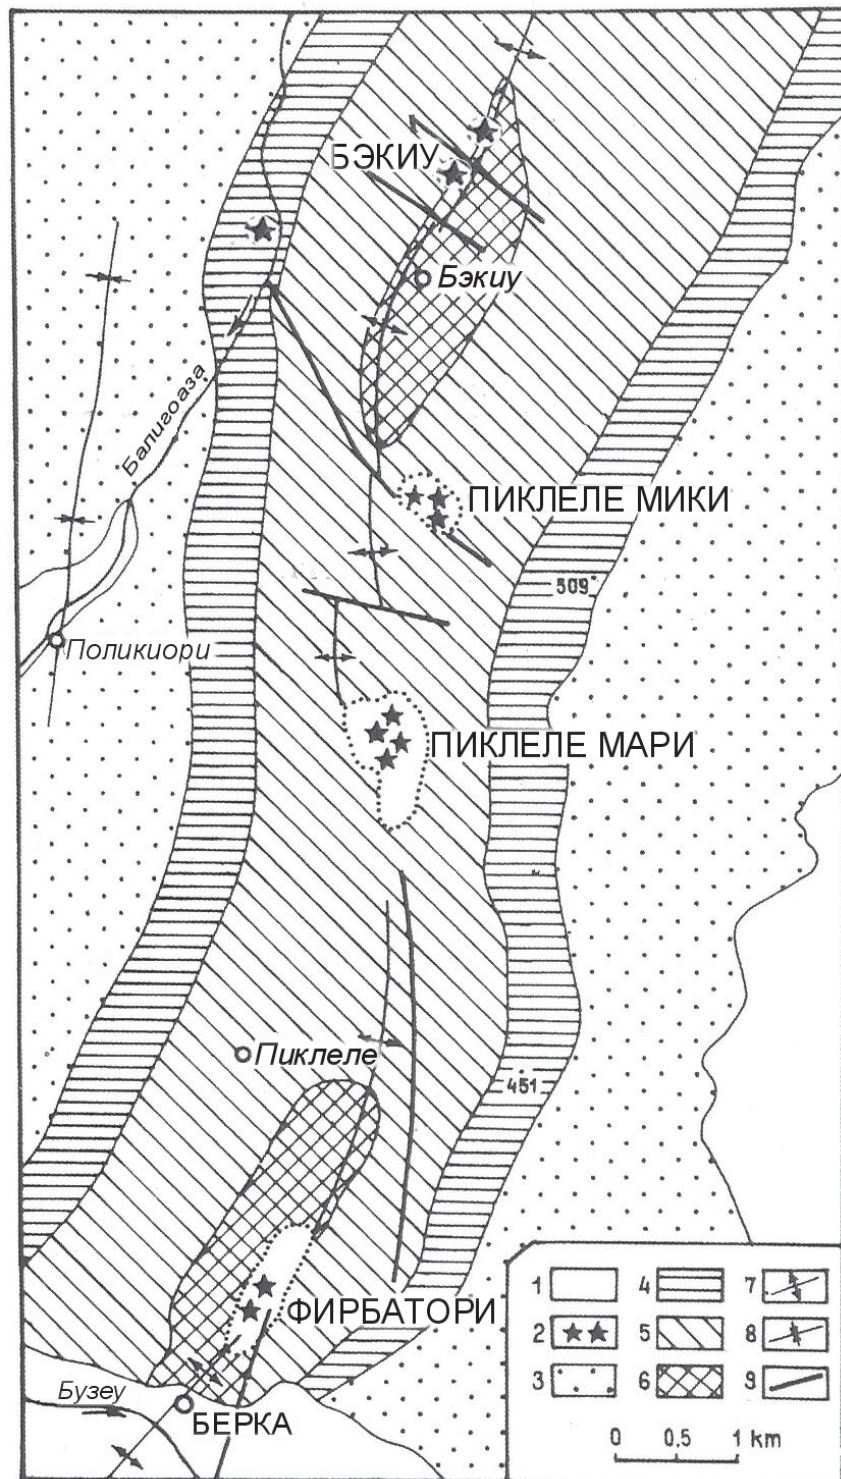 БЭКИУ
Бэкиу
Балигоаза
ПИКЛЕЛЕ МИКИ
509
Поликиори
ПИКЛЕЛЕ МАРИ
Пиклеле
451
ФИРБАТОРИ
Бузеу
БЕРКА
1 4 7
2 5 8
3 6 9
0 0,5 1 km